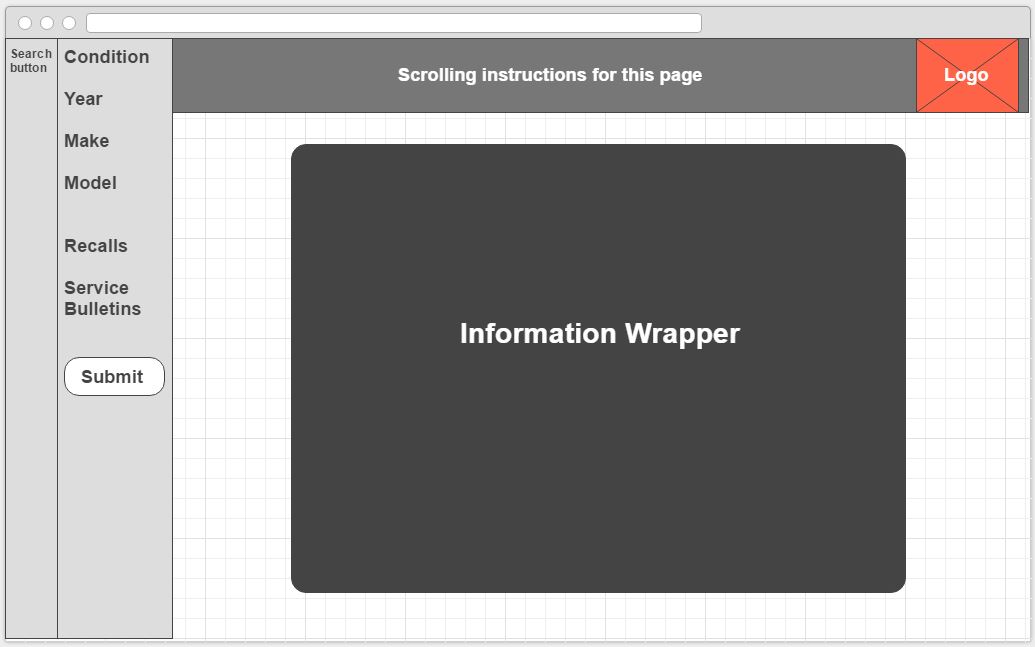 Search
button
Condition
Year
Make
Model
Recalls
Service
Bulletins
Submit
Scrolling instructions for this page
Logo
Information Wrapper